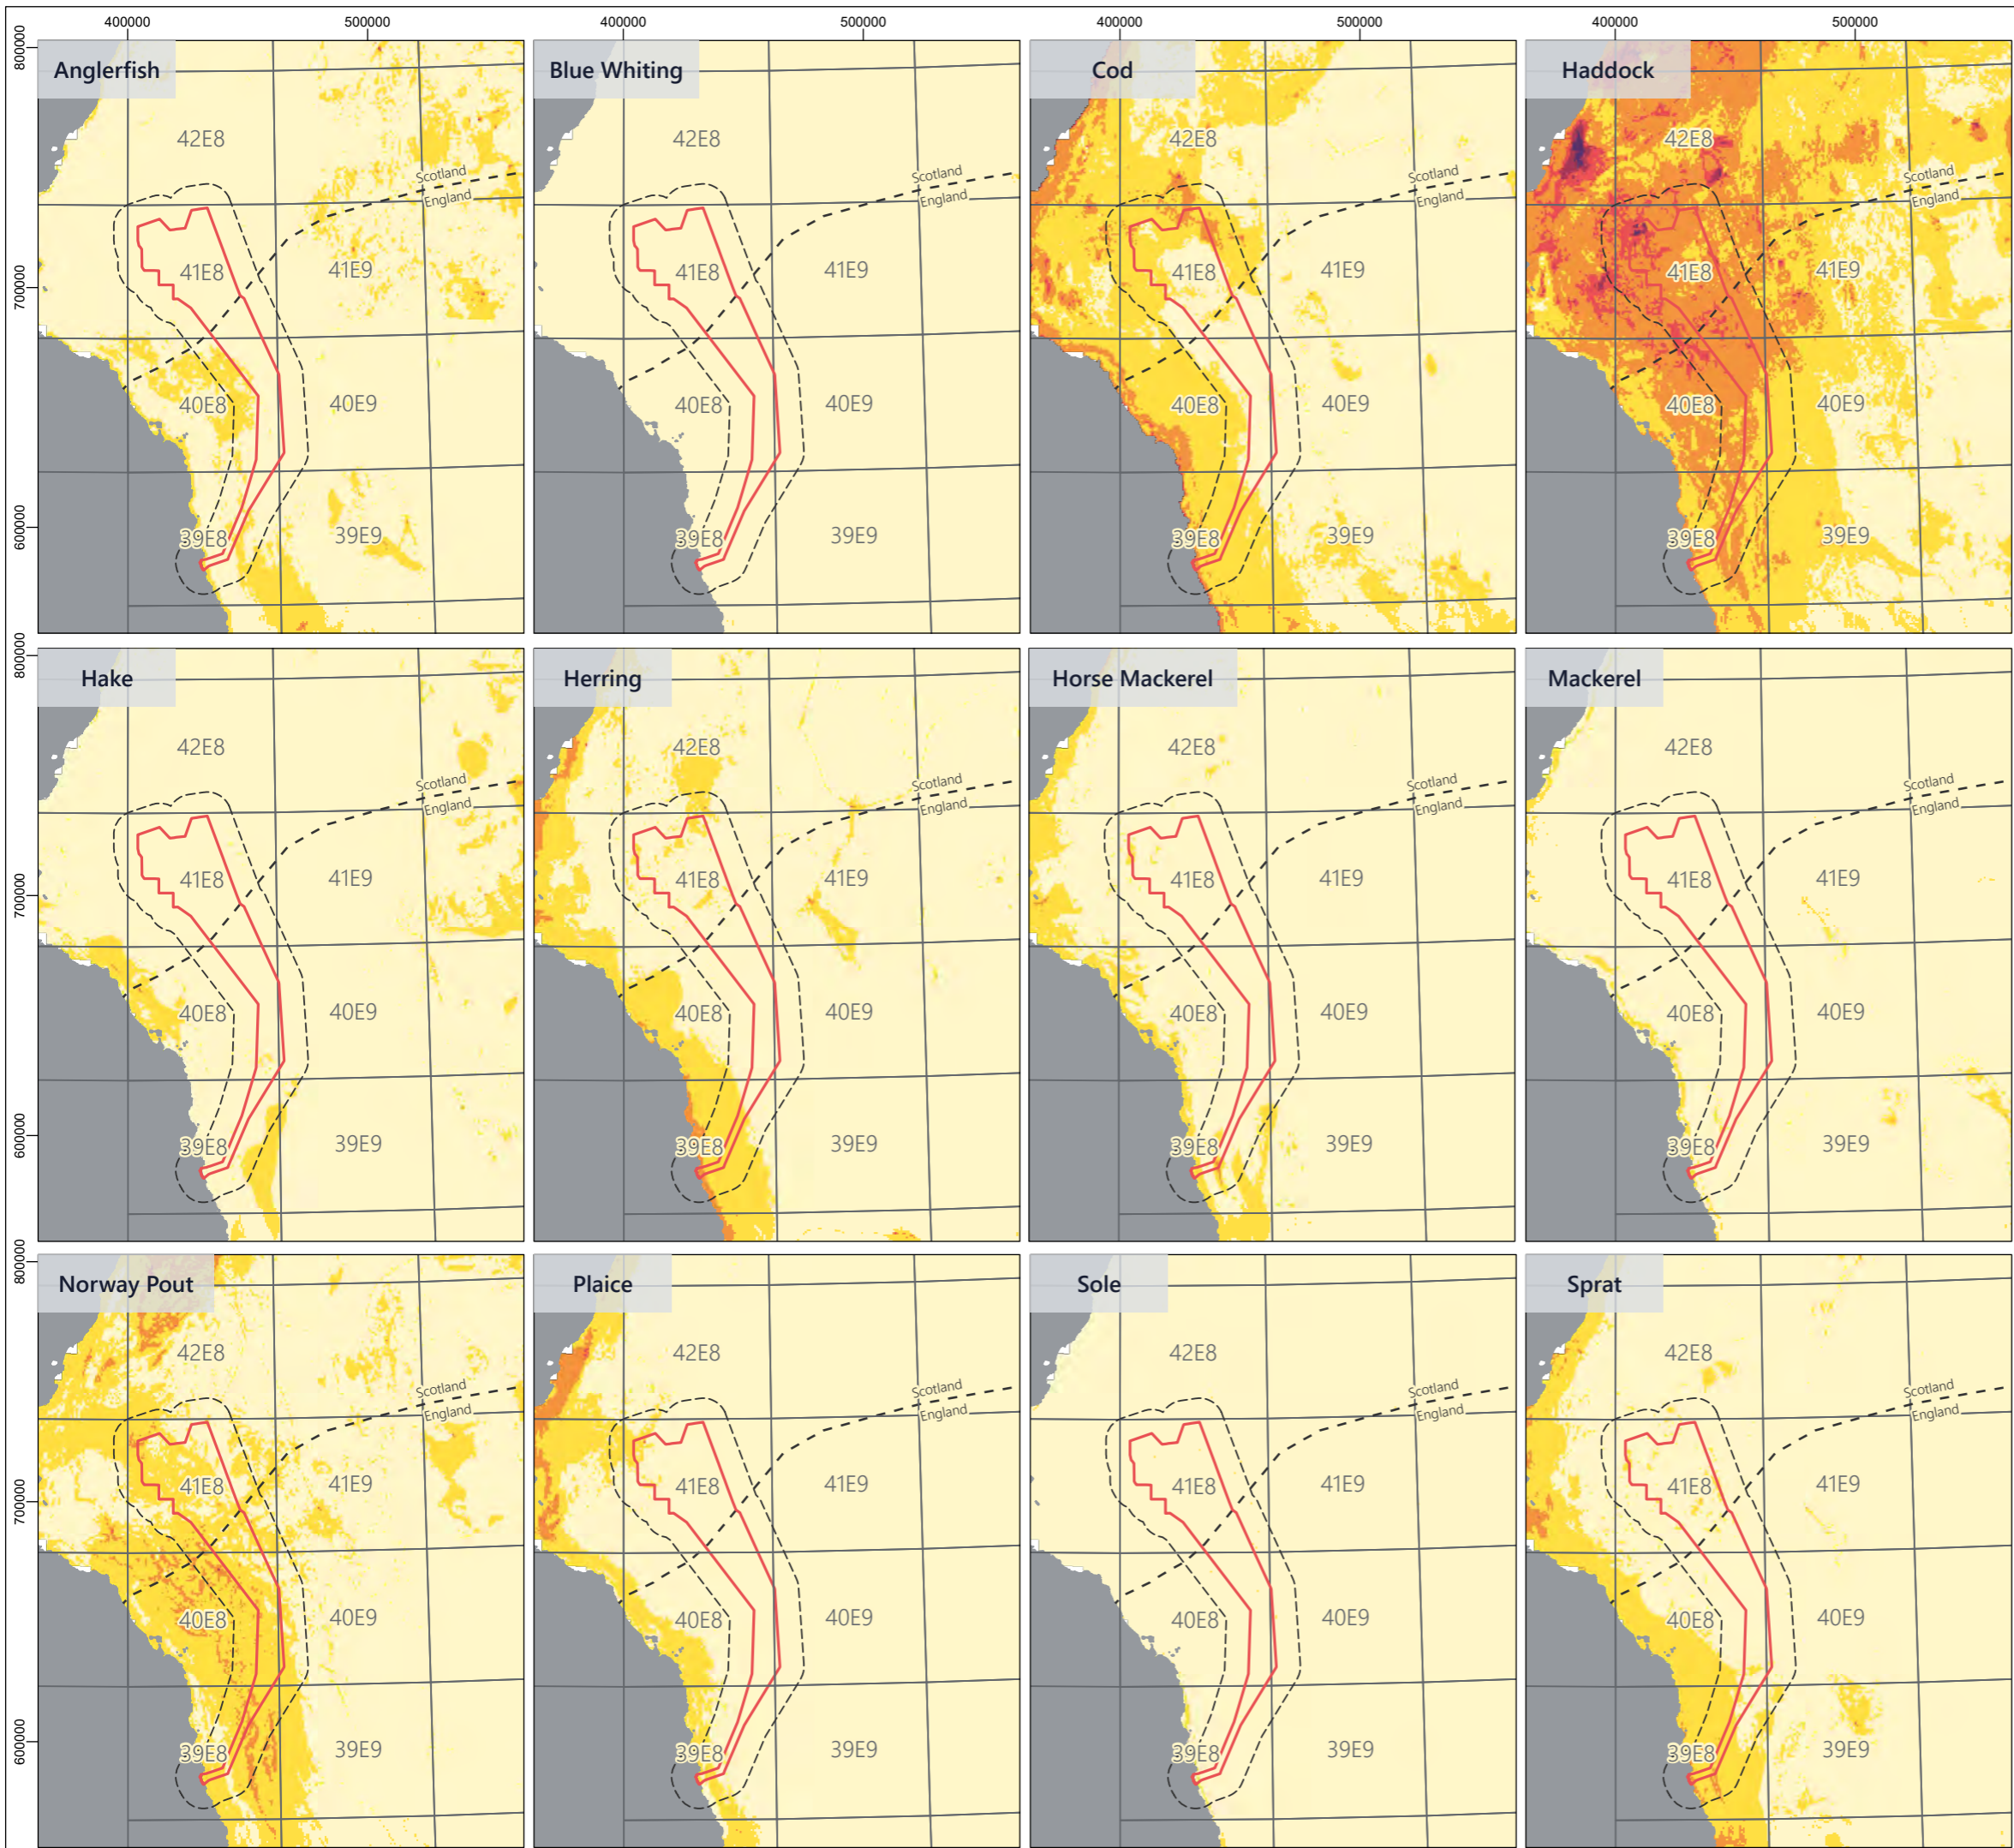 400000 500000 400000 500000 400000 500000 400000 500000
800000
700000
600000
Anglerfish
42E8
Scotland
England
41E8
41E9
40E8
40E9
39E8
39E9
Blue Whiting
42E8
Scotland
England
41E8
41E9
40E8
40E9
39E8
39E9
Cod
42E8
Scotland
England
41E8
41E9
40E8
40E9
39E8
39E9
Haddock
42E8
Scotland
England
41E8
41E9
40E8
40E9
39E8
39E9
800000
700000
600000
Hake
42E8
Scotland
England
41E8
41E9
40E8
40E9
39E8
39E9
Herring
42E8
Scotland
England
41E8
41E9
40E8
40E9
39E8
39E9
Horse Mackerel
42E8
Scotland
England
41E8
41E9
40E8
40E9
39E8
39E9
Mackerel
42E8
Scotland
England
41E8
41E9
40E8
40E9
39E8
39E9
800000
700000
600000
Norway Pout
42E8
Scotland
England
41E8
41E9
40E8
40E9
39E8
39E9
Plaice
42E8
Scotland
England
41E8
41E9
40E8
40E9
39E8
39E9
Sole
42E8
Scotland
England
41E8
41E9
40E8
40E9
39E8
39E9
Sprat
42E8
Scotland
England
41E8
41E9
40E8
40E9
39E8
39E9